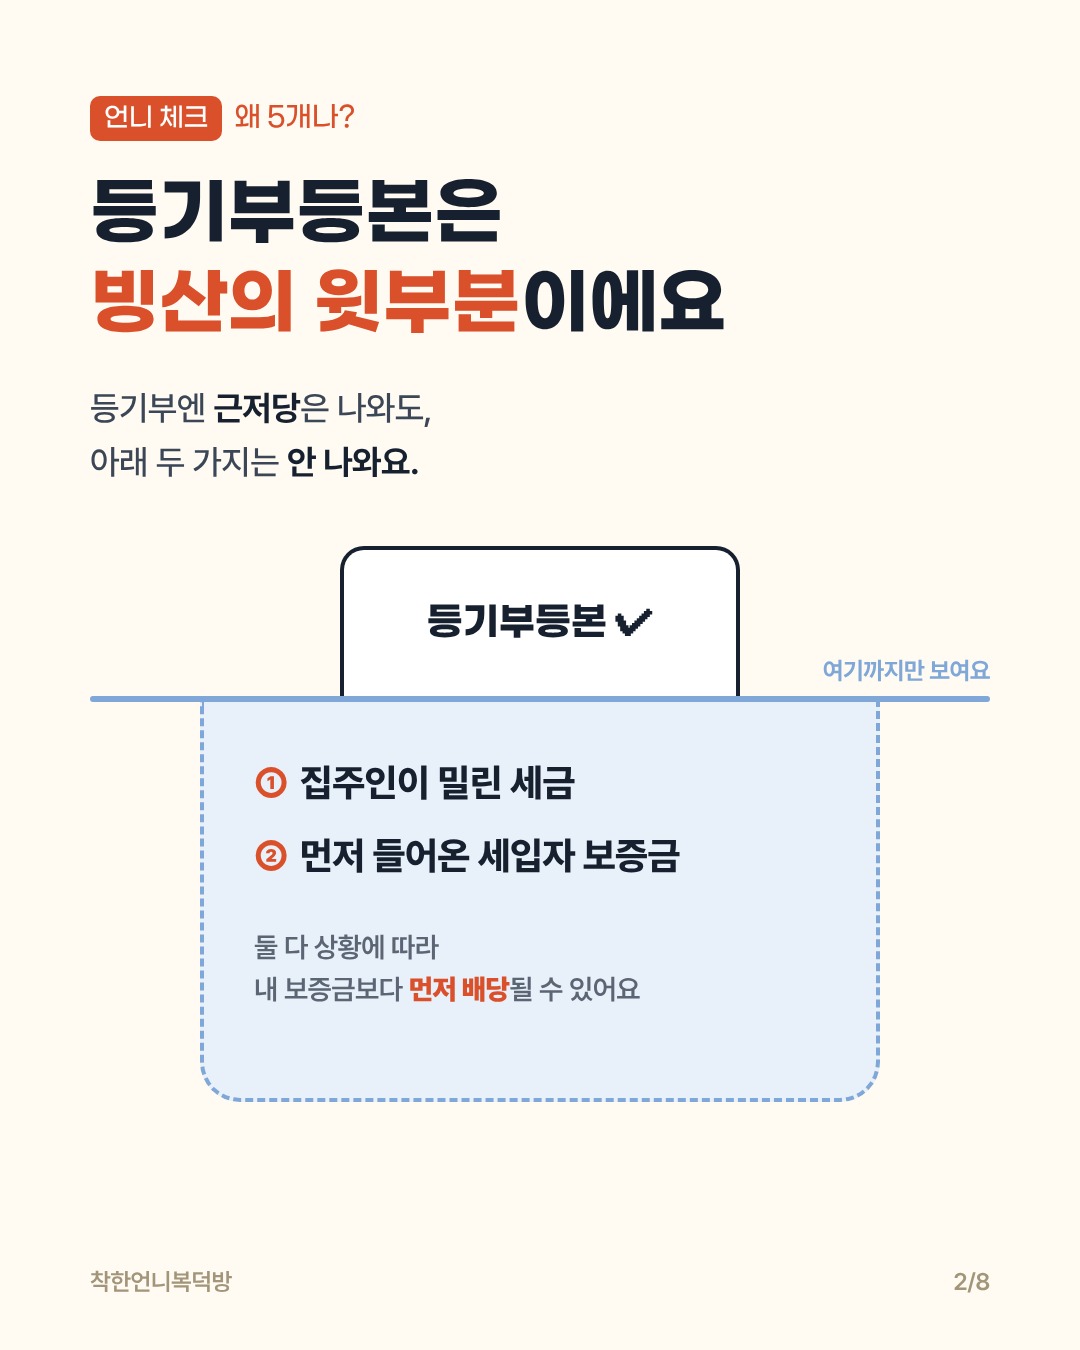 언니 체크 왜 5개나?
등기부등본은
빙산의 윗부분이에요
등기부엔 근저당은 나와도,
아래 두 가지는 안 나와요.
등기부등본 ✔
여기까지만 보여요
① 집주인이 밀린 세금
② 먼저 들어온 세입자 보증금
둘 다 상황에 따라
내 보증금보다 먼저 배당될 수 있어요
착한언니복덕방
2/8